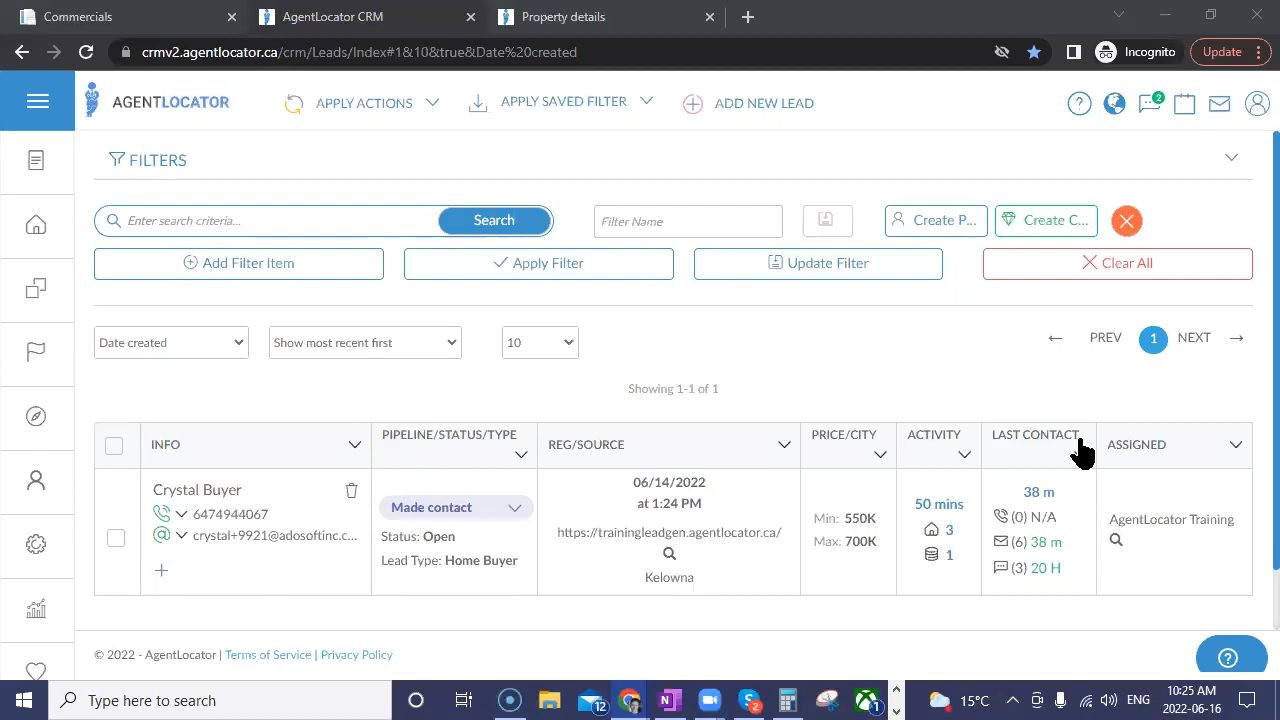 Commercials
AgentLocator CRM
Property details
crmv2.agentlocator.ca/crm/Leads/Index#1&10&true&Date%20created
Incognito
Update
AGENTLOCATOR
APPLY ACTIONS
APPLY SAVED FILTER
ADD NEW LEAD
2
FILTERS
Enter search criteria...
Search
Filter Name
Create P...
Create C...
Add Filter Item
Apply Filter
Update Filter
Clear All
Date created
Show most recent first
10
PREV
1
NEXT
Showing 1-1 of 1
INFO
PIPELINE/STATUS/TYPE
REG/SOURCE
PRICE/CITY
ACTIVITY
LAST CONTACT
ASSIGNED
Crystal Buyer
6474944067
crystal+9921@adosoftinc.c...
Made contact
Status: Open
Lead Type: Home Buyer
06/14/2022
at 1:24 PM
https://trainingleadgen.agentlocator.ca/
Kelowna
Min: 550K
Max: 700K
50 mins
3
1
38 m
(0) N/A
(6) 38 m
(3) 20 H
AgentLocator Training
© 2022 - AgentLocator | Terms of Service | Privacy Policy
Type here to search
12
2
1
15°C
ENG
10:25 AM
2022-06-16